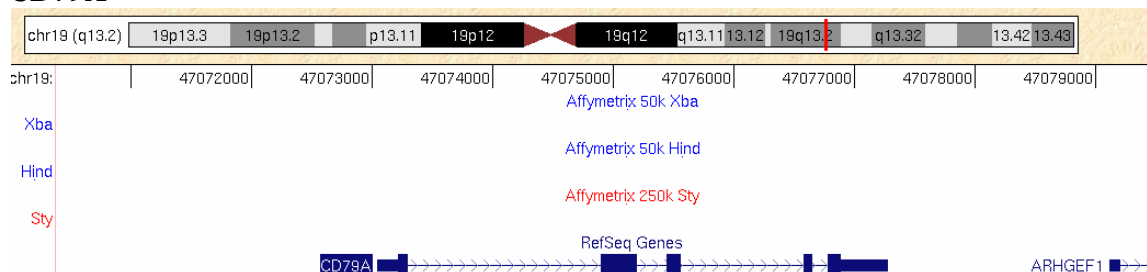 chr19 (q13.2) 19p13.3 19p13.2 p13.11 19p12 19q12 q13.11 13.12 19q13.2 q13.32 13.42 13.43
chr19: 47072000 47073000 47074000 47075000 47076000 47077000 47078000 47079000
Affymetrix 50k Xba
Xba
Affymetrix 50k Hind
Hind
Affymetrix 250k Sty
Sty
RefSeq Genes
CD79A ARHGEF1